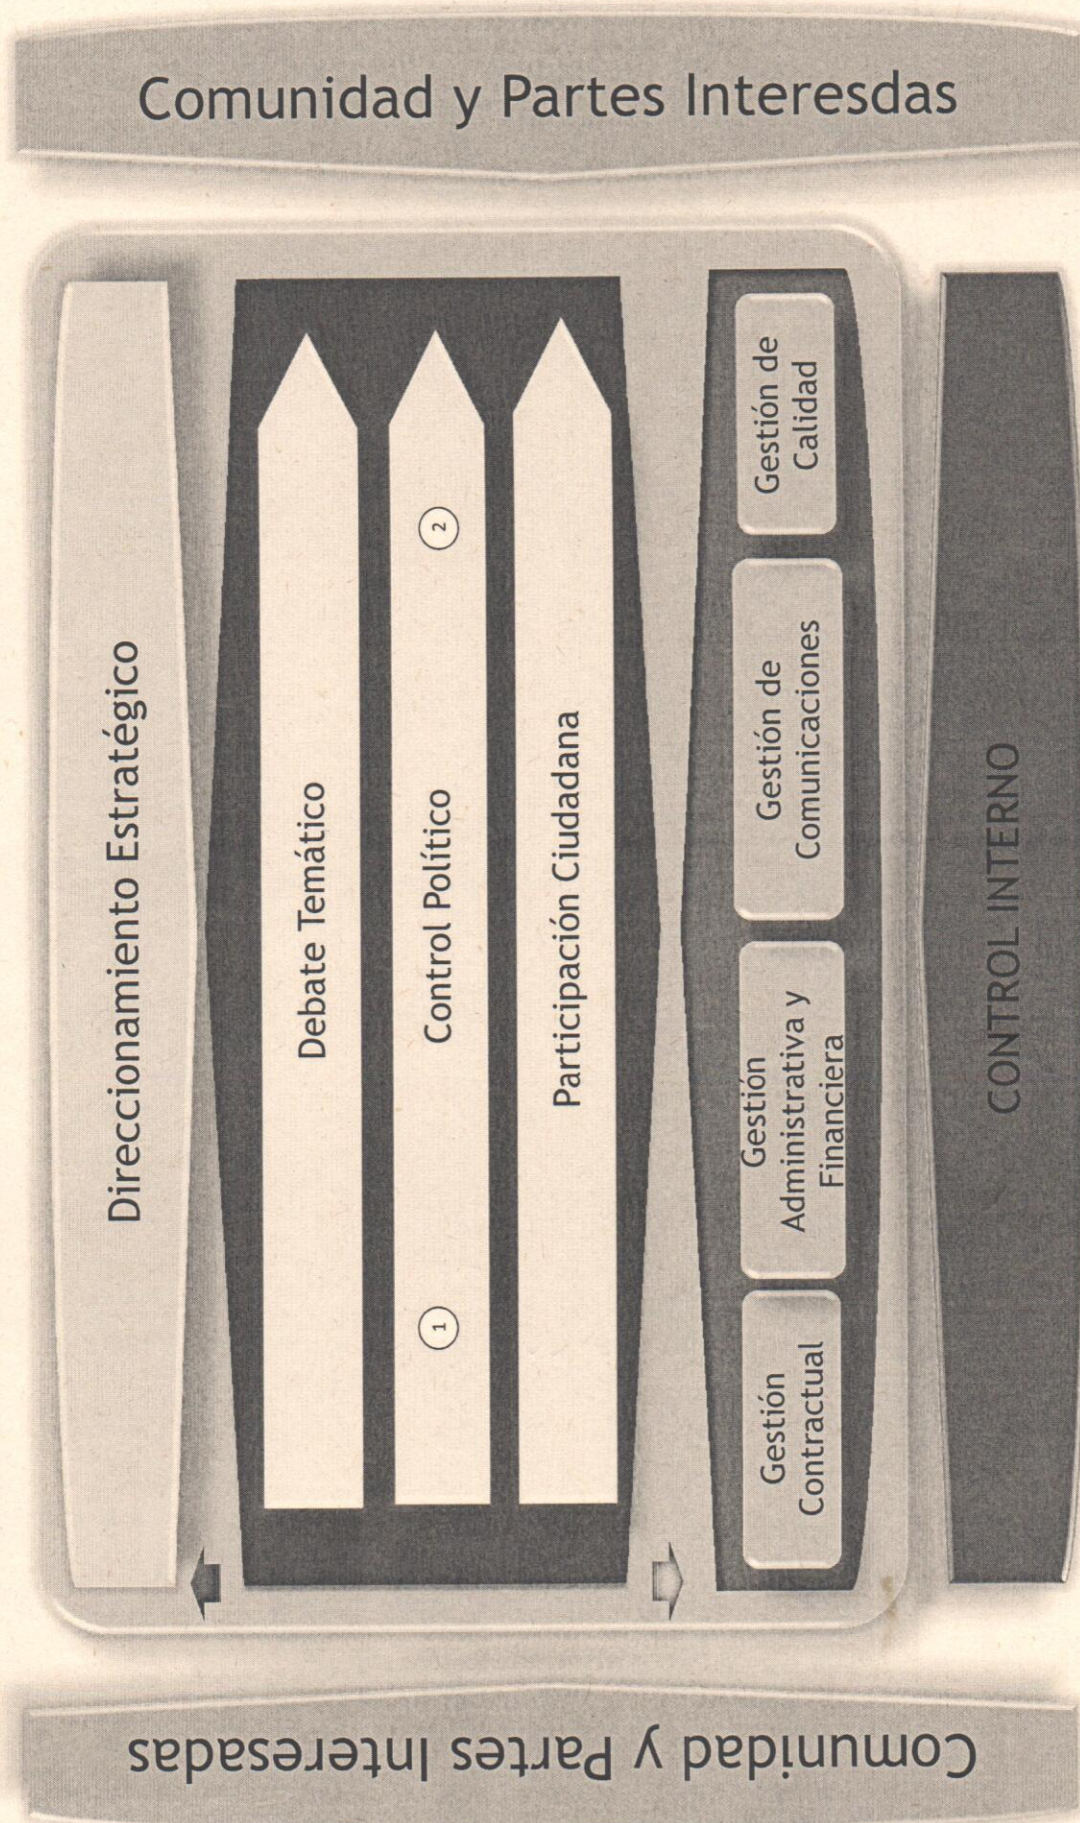 Comunidad y Partes Interesadas
Direccionamiento Estratégico
Debate Temático
1
Control Político
2
Participación Ciudadana
Gestión
Contractual
Gestión
Administrativa y
Financiera
Gestión de
Comunicaciones
Gestión de
Calidad
CONTROL INTERNO
Comunidad y Partes Interesdas